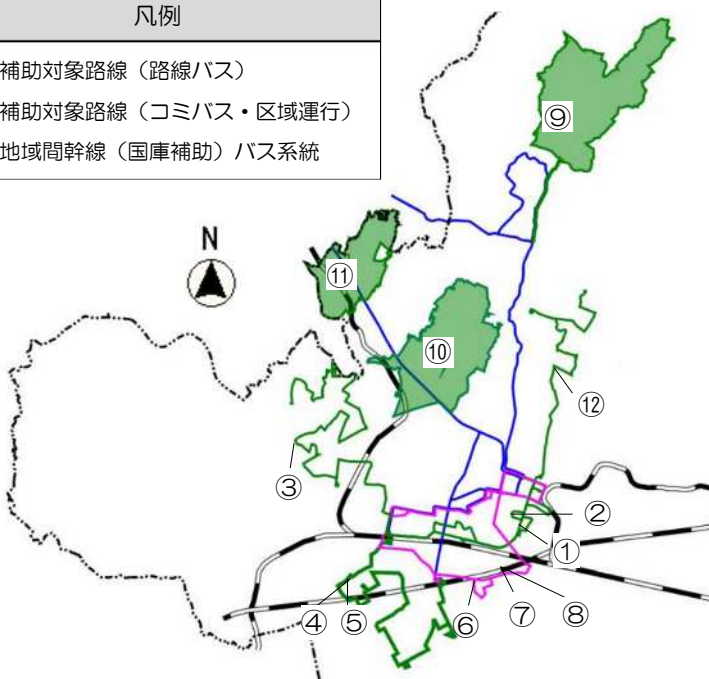 凡例
補助対象路線（路線バス）
補助対象路線（コミバス・区域運行）
地域間幹線（国庫補助）バス系統
⑨
N
⑪
⑩
⑫
③
②
①
④
⑤
⑥
⑦
⑧